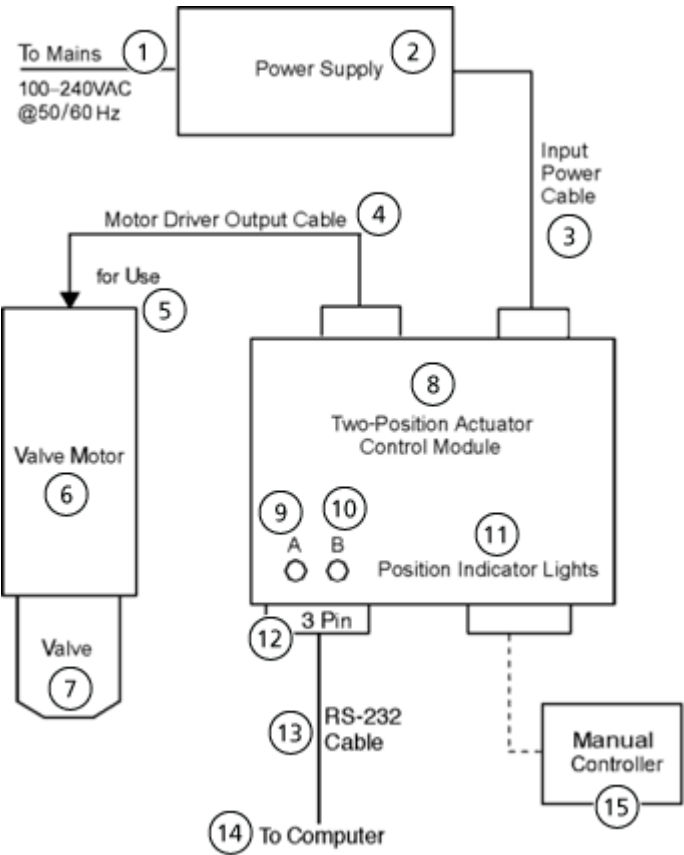 To Mains
1
100–240VAC
@50/60 Hz
Power Supply
2
Input
Power
Cable
3
Motor Driver Output Cable
4
for Use
5
Valve Motor
6
Valve
7
8
Two-Position Actuator
Control Module
9
10
A
B
11
Position Indicator Lights
12
3 Pin
13
RS-232
Cable
14
To Computer
Manual
Controller
15